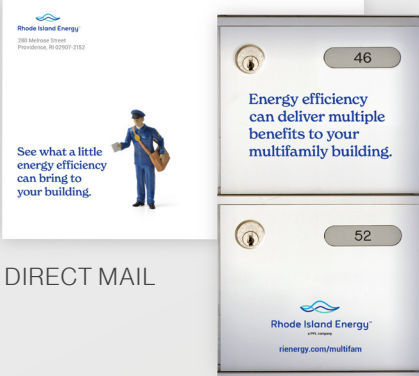 Rhode Island Energy™
280 Melrose Street
Providence, RI 02907-2152
See what a little
energy efficiency
can bring to
your building.
46
Energy efficiency
can deliver multiple
benefits to your
multifamily building.
52
Rhode Island Energy™
a PPL company
rienergy.com/multifam
DIRECT MAIL